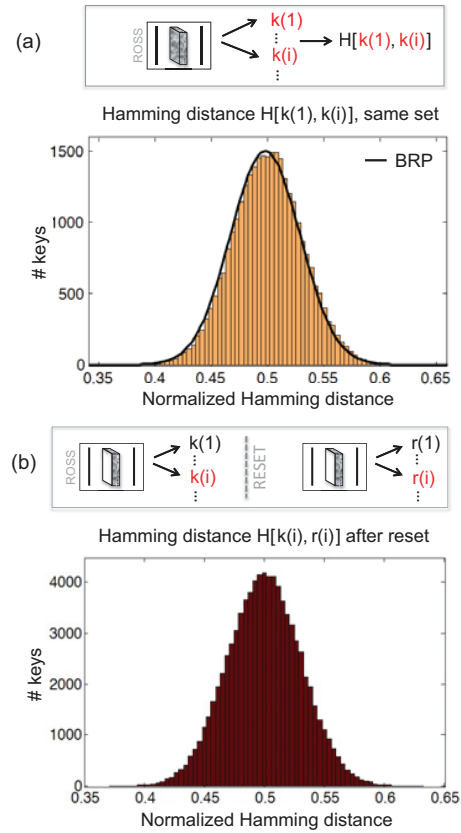 (a)
ROSS
k(1)
⋮
k(i)
...
H[k(1), k(i)]
Hamming distance H[k(1), k(i)], same set
1500
1000
500
0
# keys
BRP
0.35 0.4 0.45 0.5 0.55 0.6 0.65
Normalized Hamming distance
(b)
ROSS
k(1)
⋮
k(i)
...
RESET
r(1)
⋮
r(i)
...
Hamming distance H[k(i), r(i)] after reset
4000
3000
2000
1000
0
# keys
0.35 0.4 0.45 0.5 0.55 0.6 0.65
Normalized Hamming distance